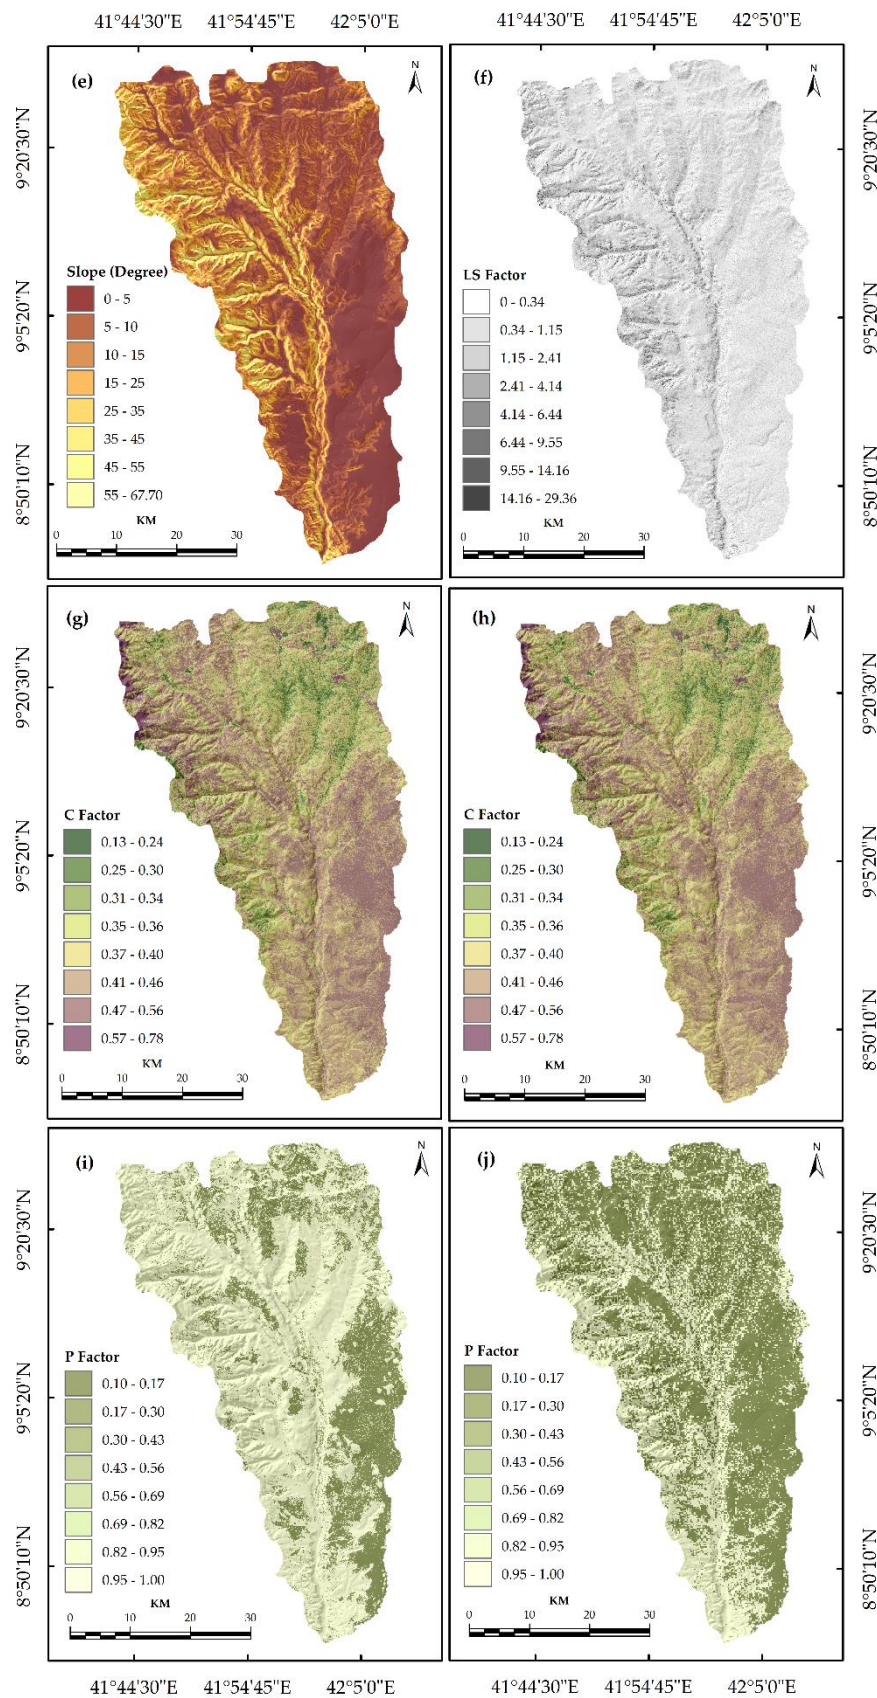 41°44'30"E 41°54'45"E 42°5'0"E 41°44'30"E 41°54'45"E 42°5'0"E
(e)
N
9°20'30"N
9°5'20"N
8°50'10"N
Slope (Degree)
0 - 5
5 - 10
10 - 15
15 - 25
25 - 35
35 - 45
45 - 55
55 - 67.70
KM
0 10 20 30
(f)
N
9°20'30"N
9°5'20"N
8°50'10"N
LS Factor
0 - 0.34
0.34 - 1.15
1.15 - 2.41
2.41 - 4.14
4.14 - 6.44
6.44 - 9.55
9.55 - 14.16
14.16 - 29.36
KM
0 10 20 30
(g)
N
9°20'30"N
9°5'20"N
8°50'10"N
C Factor
0.13 - 0.24
0.25 - 0.30
0.31 - 0.34
0.35 - 0.36
0.37 - 0.40
0.41 - 0.46
0.47 - 0.56
0.57 - 0.78
KM
0 10 20 30
(h)
N
9°20'30"N
9°5'20"N
8°50'10"N
C Factor
0.13 - 0.24
0.25 - 0.30
0.31 - 0.34
0.35 - 0.36
0.37 - 0.40
0.41 - 0.46
0.47 - 0.56
0.57 - 0.78
KM
0 10 20 30
(i)
N
9°20'30"N
9°5'20"N
8°50'10"N
P Factor
0.10 - 0.17
0.17 - 0.30
0.30 - 0.43
0.43 - 0.56
0.56 - 0.69
0.69 - 0.82
0.82 - 0.95
0.95 - 1.00
KM
0 10 20 30
(j)
N
9°20'30"N
9°5'20"N
8°50'10"N
P Factor
0.10 - 0.17
0.17 - 0.30
0.30 - 0.43
0.43 - 0.56
0.56 - 0.69
0.69 - 0.82
0.82 - 0.95
0.95 - 1.00
KM
0 10 20 30
41°44'30"E 41°54'45"E 42°5'0"E 41°44'30"E 41°54'45"E 42°5'0"E